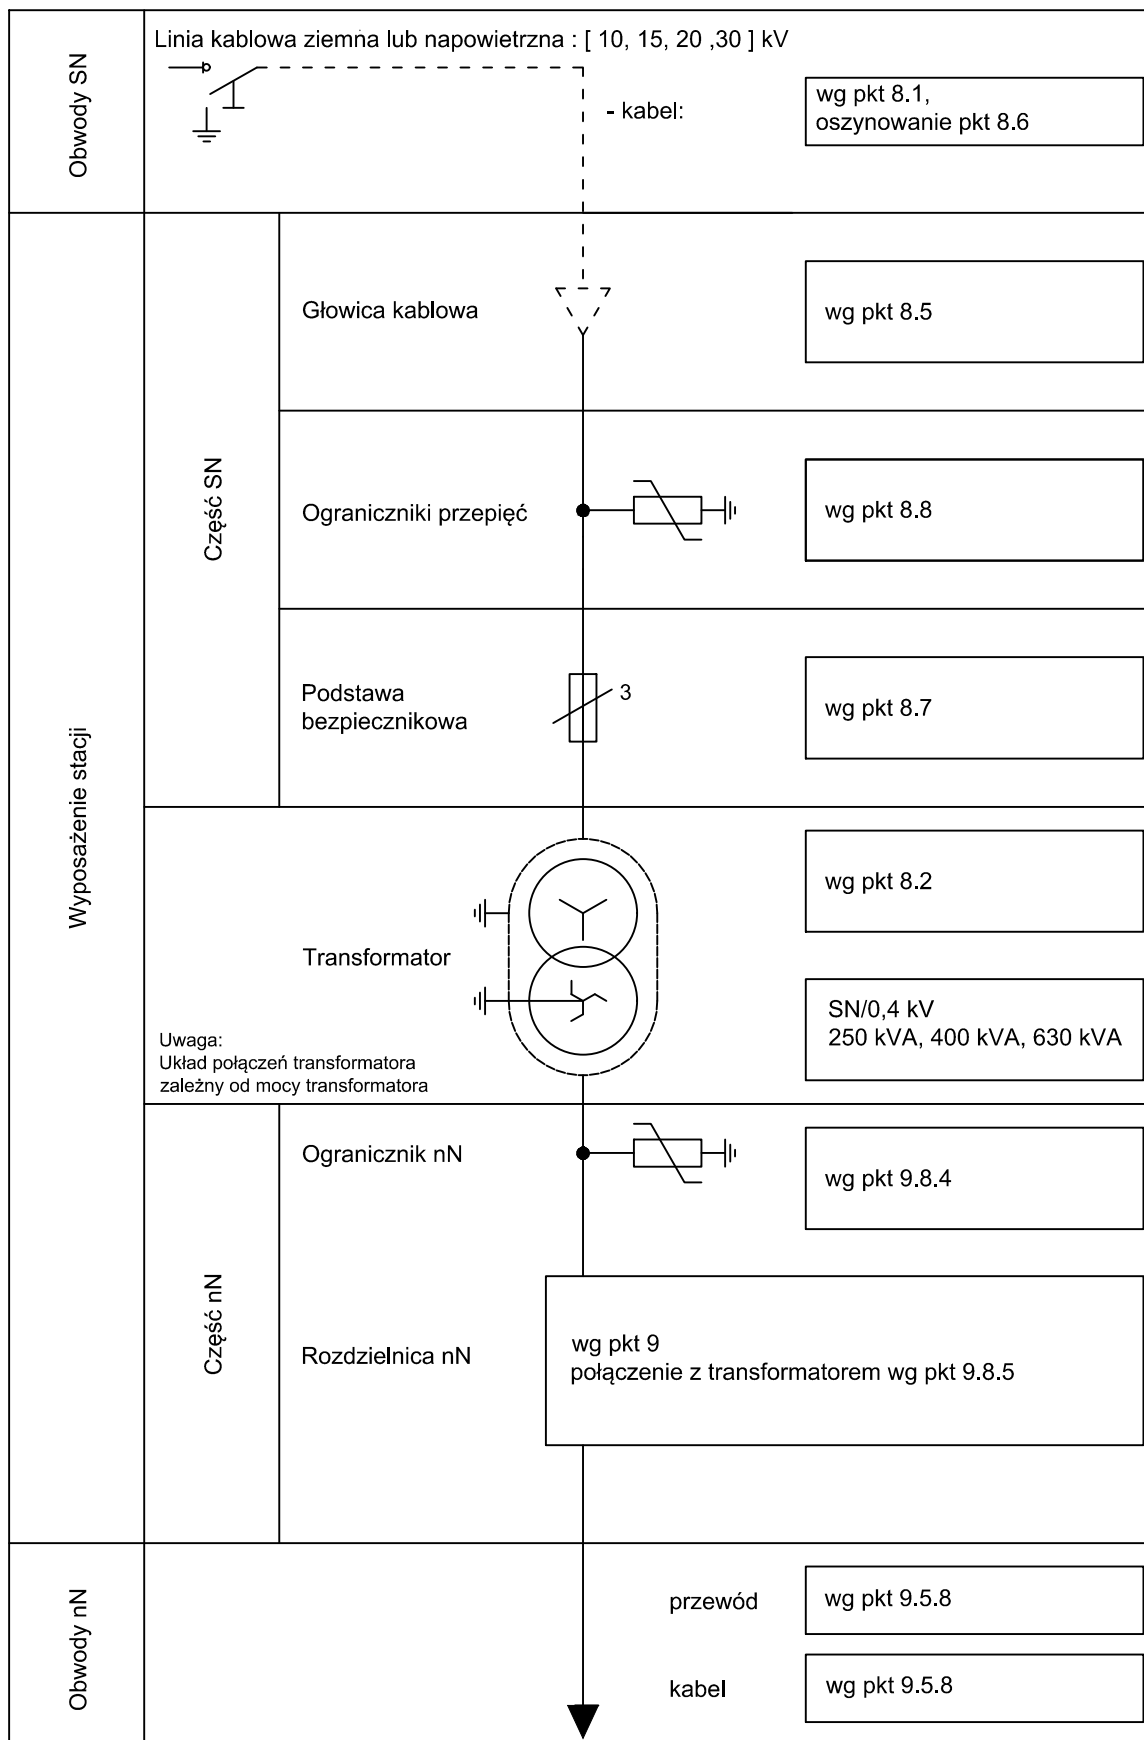 Obwody SN
Linia kablowa ziemna lub napowietrzna : [ 10, 15, 20 ,30 ] kV
- kabel:
wg pkt 8.1,
oszynowanie pkt 8.6
Wyposażenie stacji
Część SN
Głowica kablowa
wg pkt 8.5
Ograniczniki przepięć
wg pkt 8.8
Podstawa
bezpiecznikowa
3
wg pkt 8.7
Transformator
wg pkt 8.2
SN/0,4 kV
250 kVA, 400 kVA, 630 kVA
Uwaga:
Układ połączeń transformatora
zależny od mocy transformatora
Część nN
Ogranicznik nN
wg pkt 9.8.4
Rozdzielnica nN
wg pkt 9
połączenie z transformatorem wg pkt 9.8.5
Obwody nN
przewód
wg pkt 9.5.8
kabel
wg pkt 9.5.8